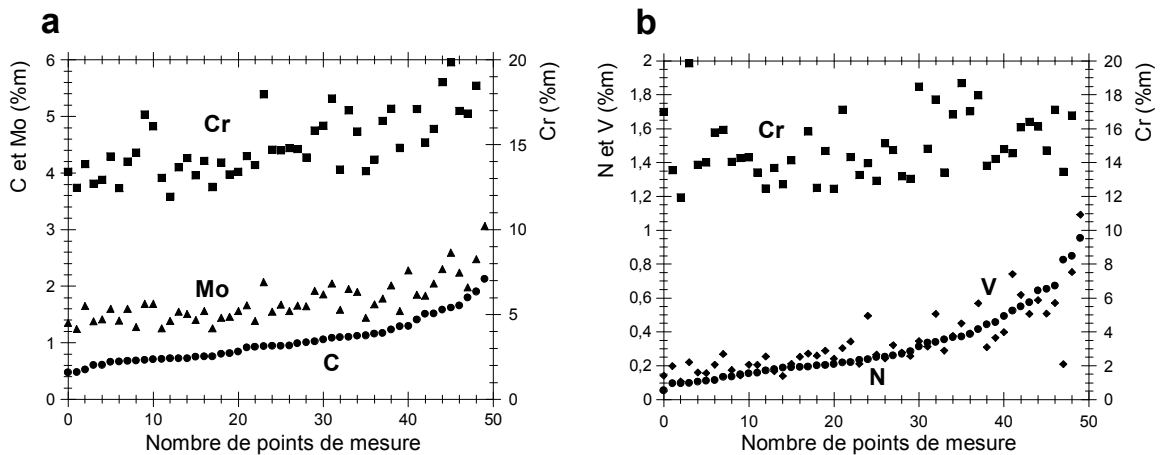 a
6
5
4
3
2
1
0
C et Mo (%m)
20
15
10
5
0
Cr (%m)
Cr
Mo
C
0 10 20 30 40 50
Nombre de points de mesure
b
2
1,8
1,6
1,4
1,2
1
0,8
0,6
0,4
0,2
0
N et V (%m)
20
18
16
14
12
10
8
6
4
2
0
Cr (%m)
Cr
V
N
0 10 20 30 40 50
Nombre de points de mesure